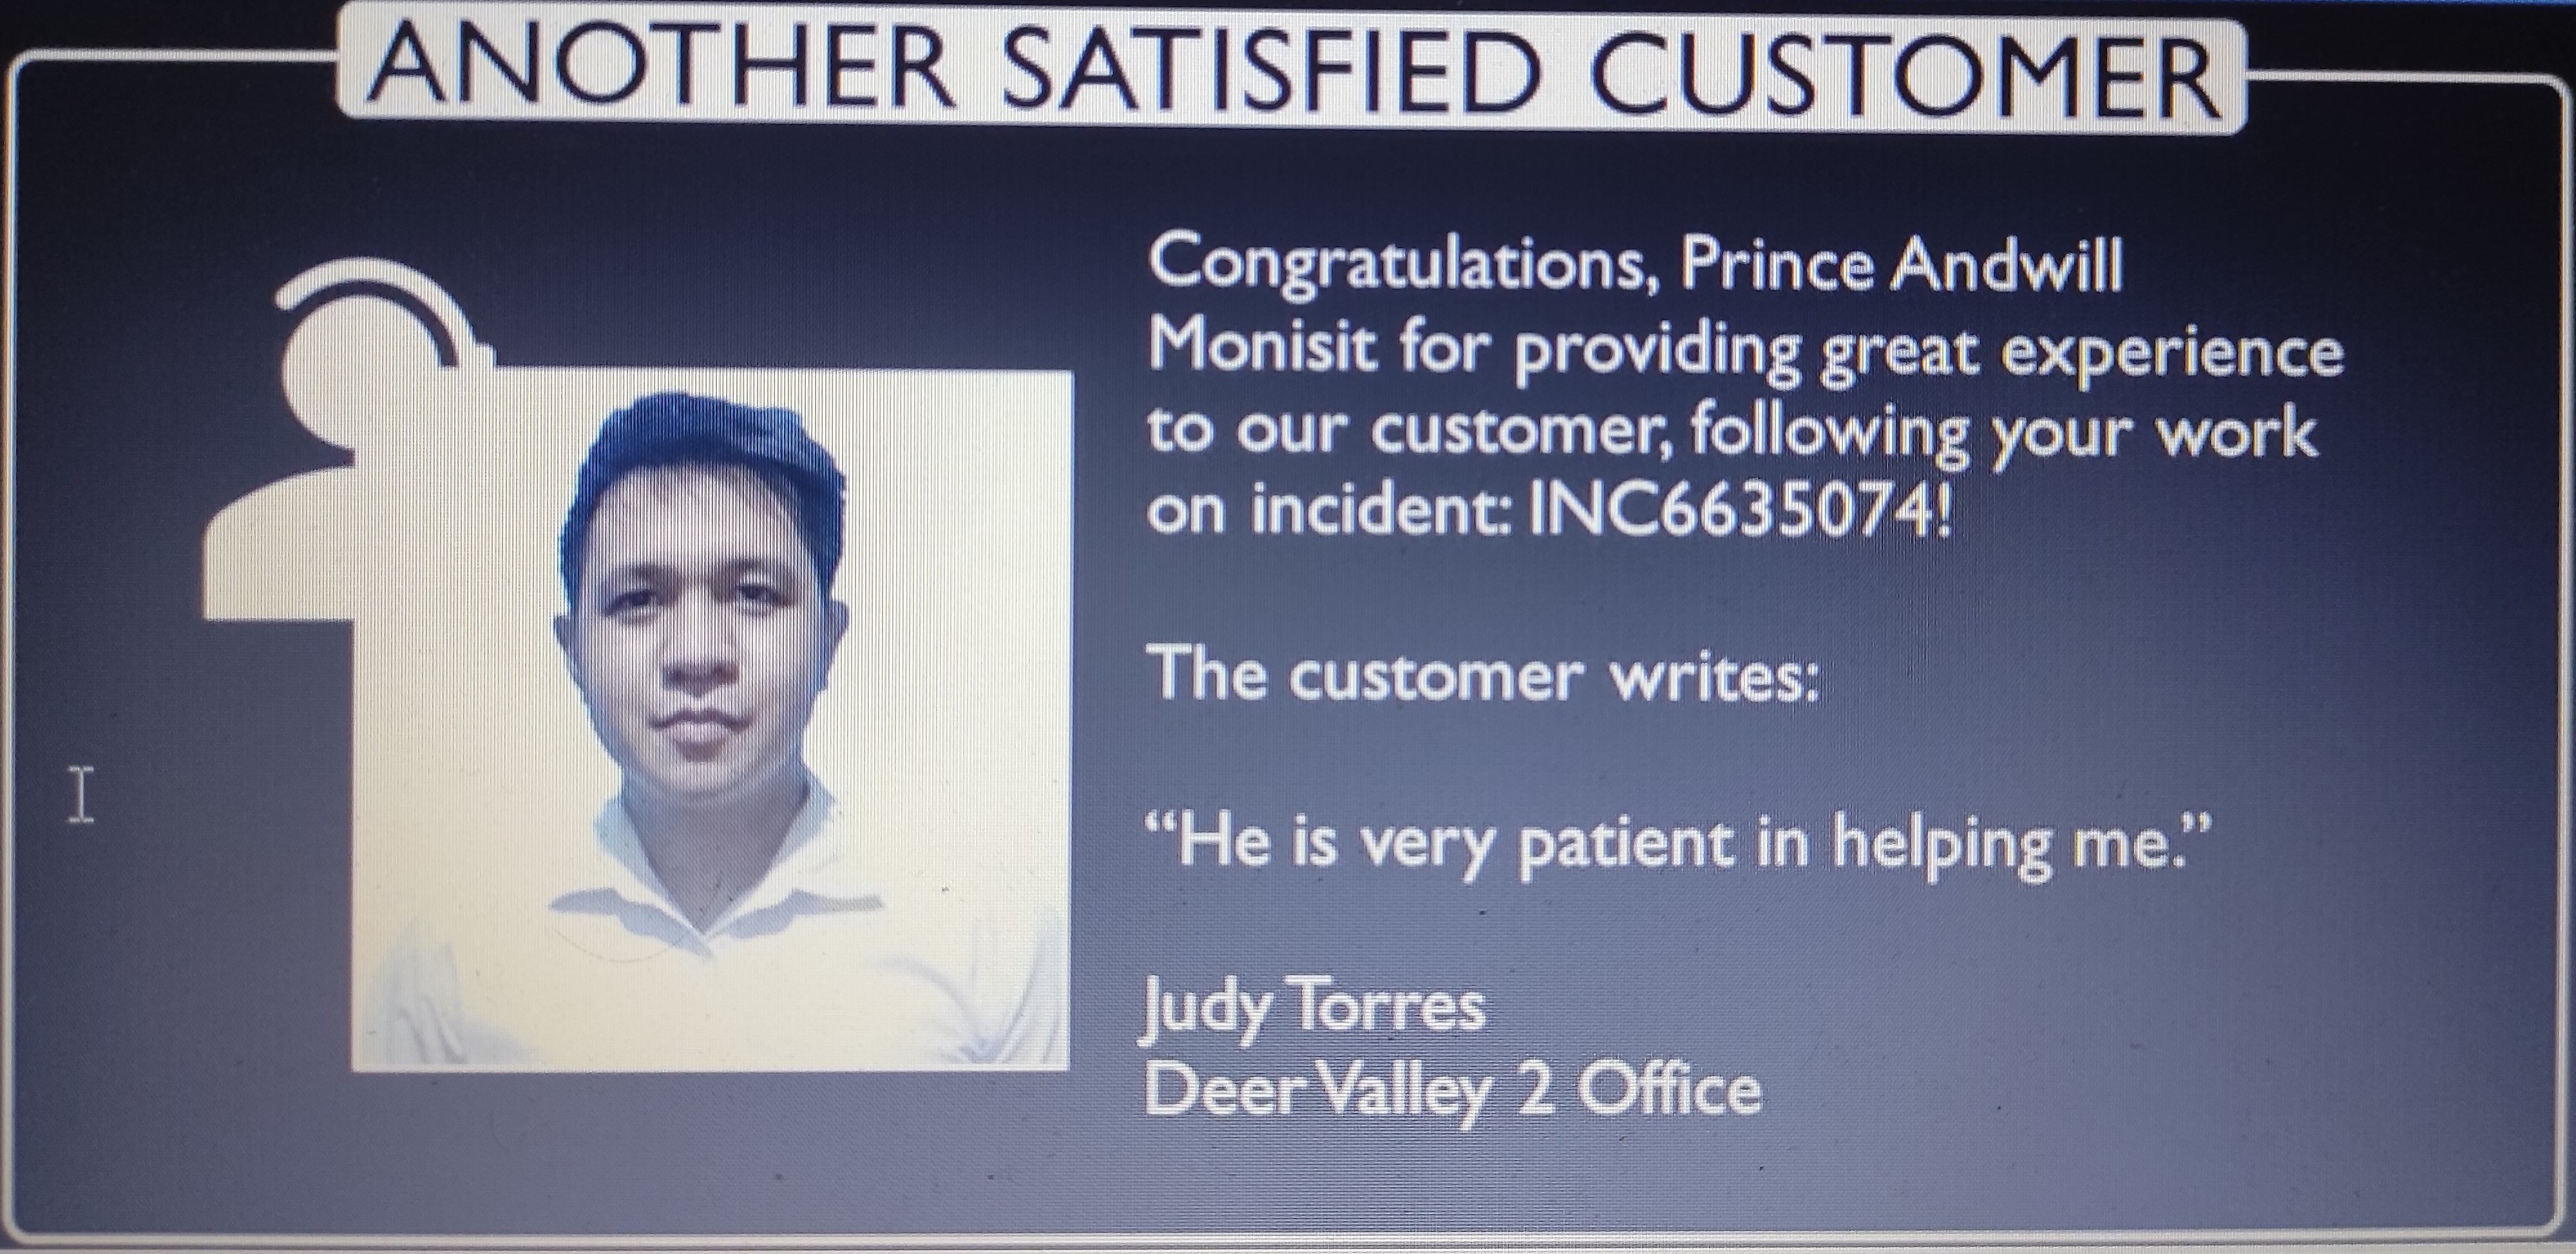 ANOTHER SATISFIED CUSTOMER
Congratulations, Prince Andwill
Monisit for providing great experience
to our customer, following your work
on incident: INC6635074!
The customer writes:
“He is very patient in helping me.”
Judy Torres
Deer Valley 2 Office